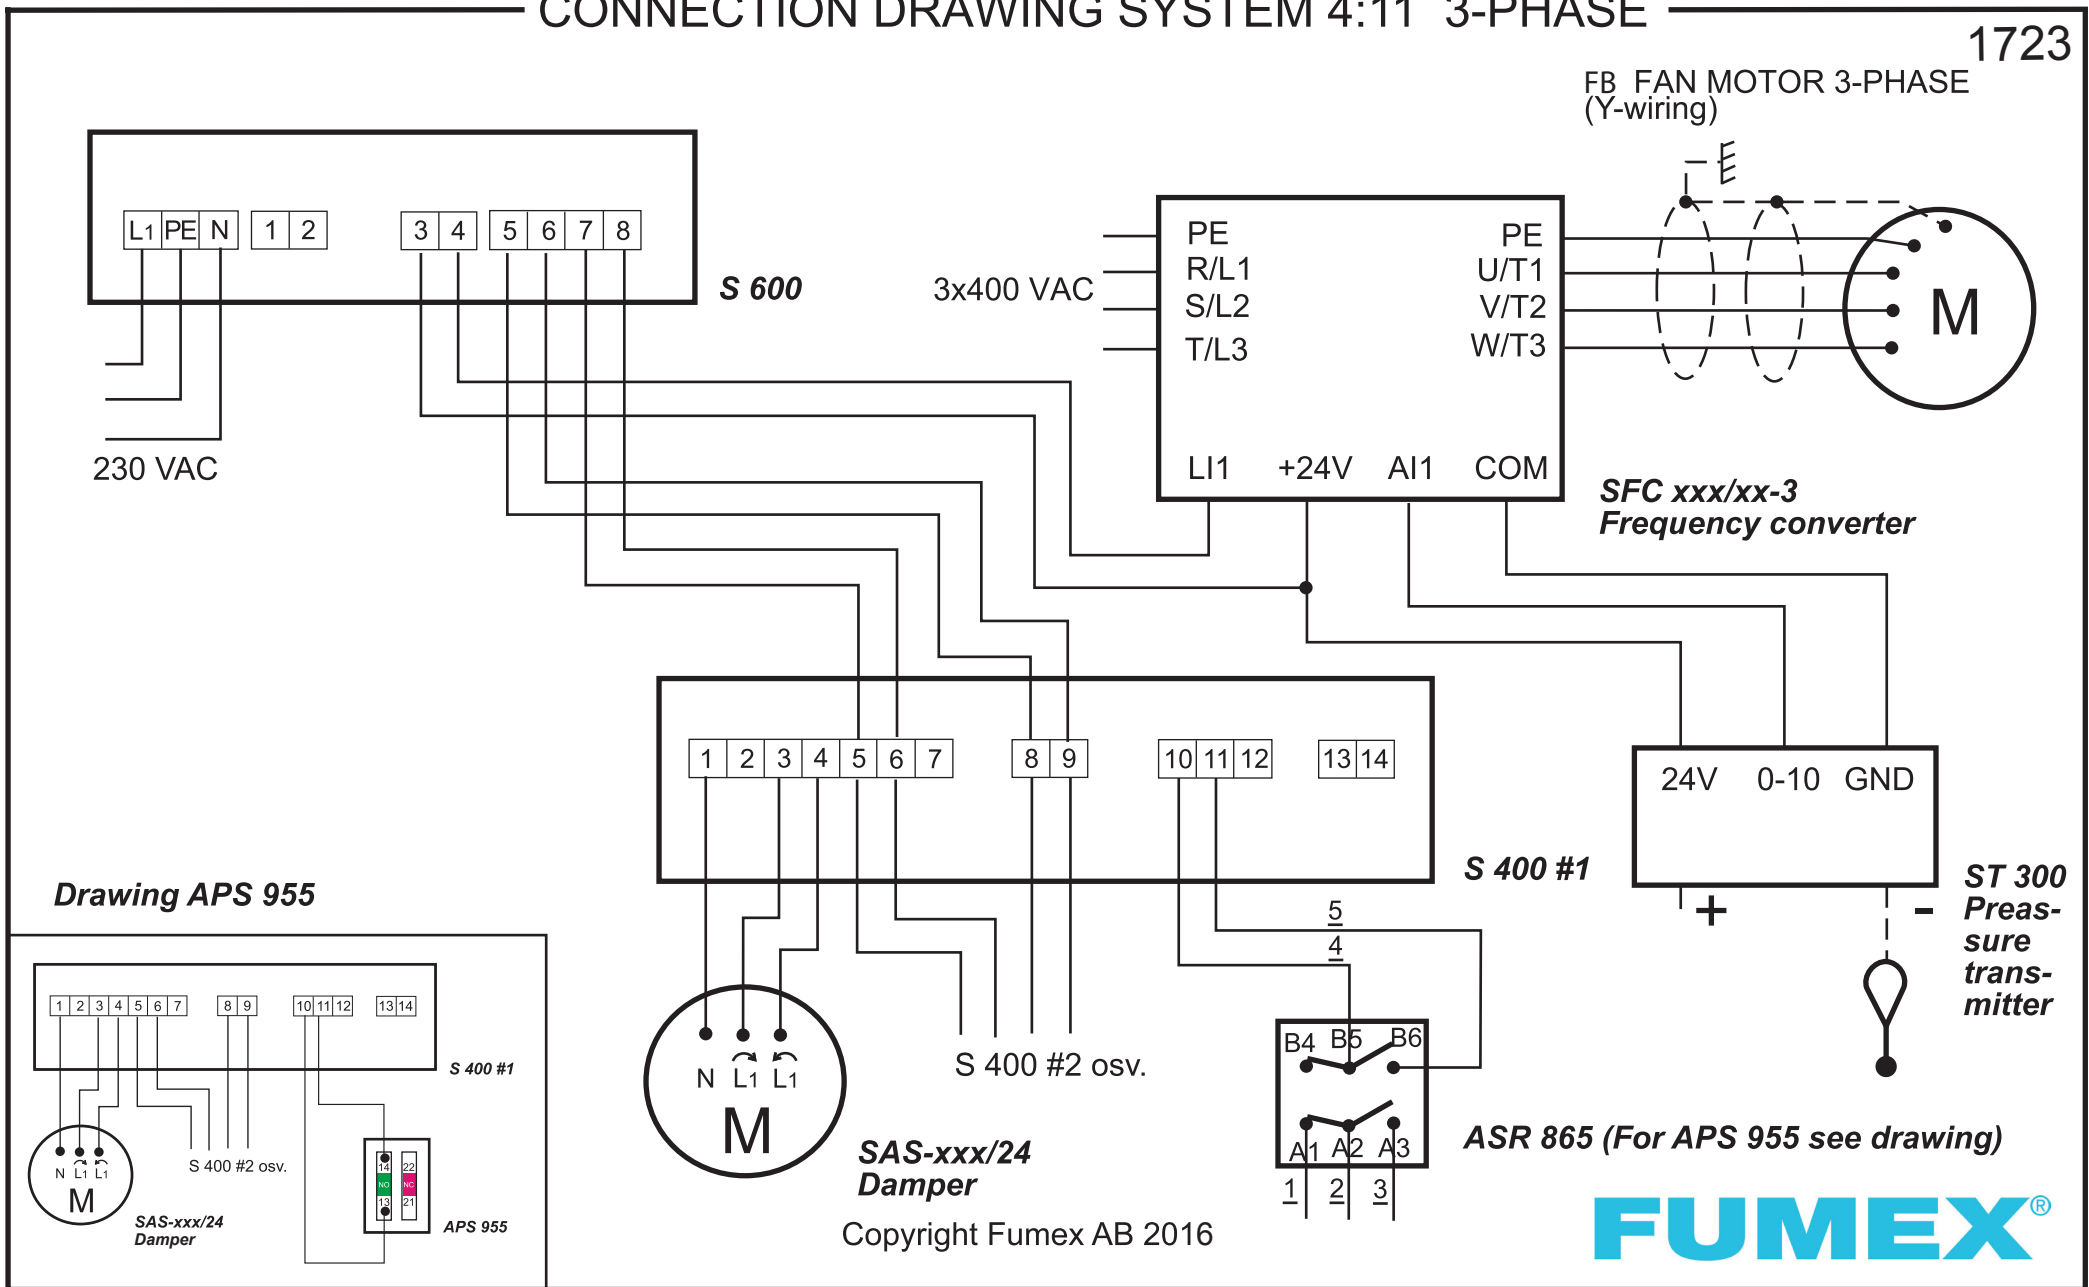 CONNECTION DRAWING SYSTEM 4:11 3-PHASE
1723
FB FAN MOTOR 3-PHASE
(Y-wiring)
L1 PE N 1 2 3 4 5 6 7 8
S 600
230 VAC
3x400 VAC
PE
R/L1
S/L2
T/L3
PE
U/T1
V/T2
W/T3
M
LI1 +24V AI1 COM
SFC xxx/xx-3
Frequency converter
1 2 3 4 5 6 7 8 9 10 11 12 13 14
S 400 #1
24V 0-10 GND
+ -
ST 300
Preas-
sure
trans-
mitter
5
4
N L1 L1
M
S 400 #2 osv.
SAS-xxx/24
Damper
B4 B5 B6
A1 A2 A3
1 2 3
ASR 865 (For APS 955 see drawing)
Drawing APS 955
1 2 3 4 5 6 7 8 9 10 11 12 13 14
S 400 #1
N L1 L1
M
S 400 #2 osv.
SAS-xxx/24
Damper
14 22
NO NC
13 21
APS 955
Copyright Fumex AB 2016
FUMEX®